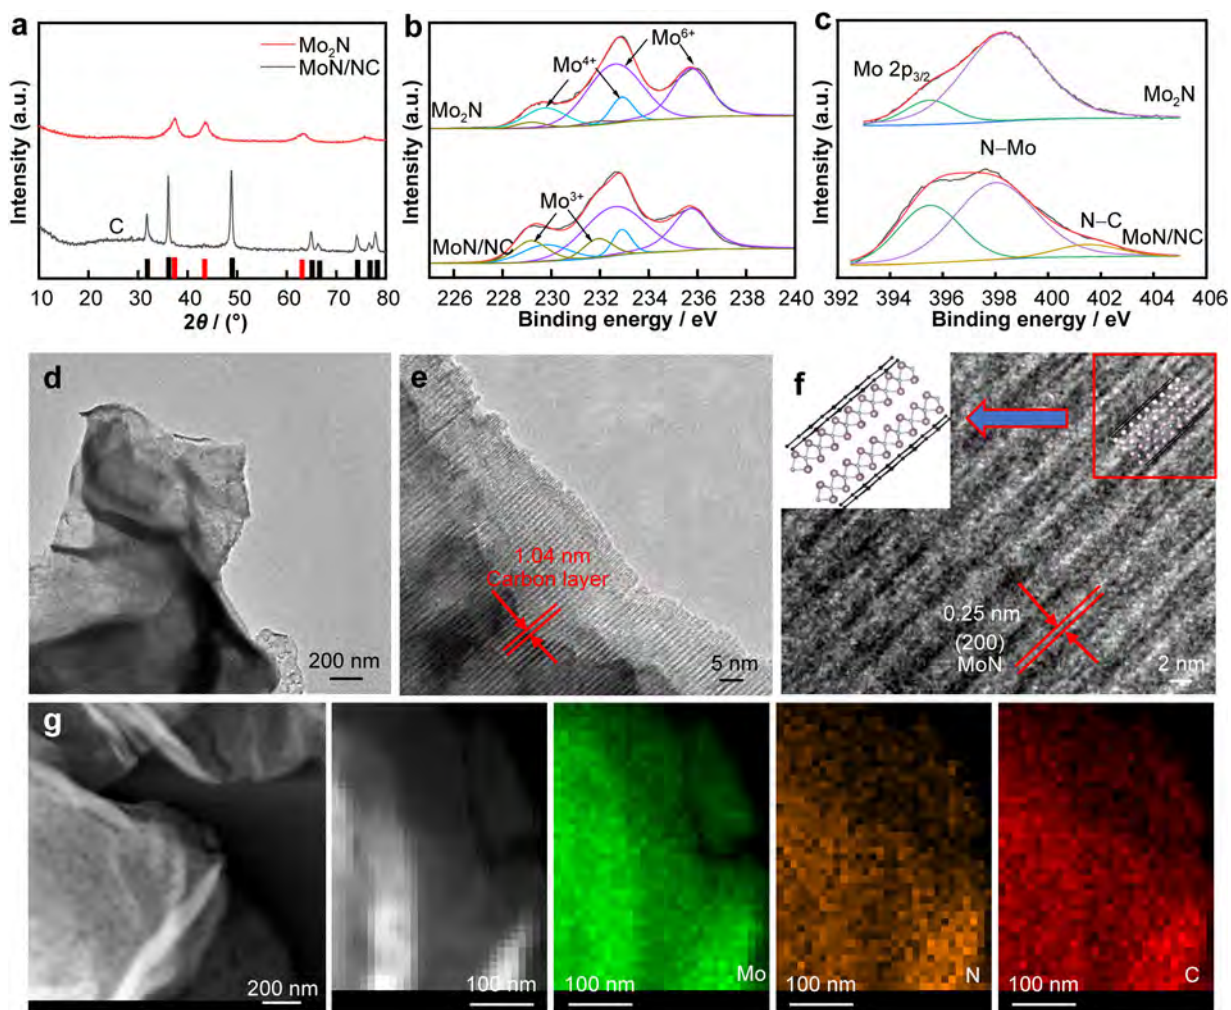 a
Mo₂N
MoN/NC
C
Intensity (a.u.)
10 20 30 40 50 60 70 80
2θ / (°)
b
Mo⁶⁺
Mo⁴⁺
Mo₂N
Mo³⁺
MoN/NC
Intensity (a.u.)
226 228 230 232 234 236 238 240
Binding energy / eV
c
Mo 2p₃/₂
Mo₂N
N–Mo
N–C
MoN/NC
Intensity (a.u.)
392 394 396 398 400 402 404 406
Binding energy / eV
d
200 nm
e
1.04 nm
Carbon layer
5 nm
f
0.25 nm
(200)
MoN
2 nm
g
200 nm
100 nm
Mo
100 nm
N
100 nm
C
100 nm